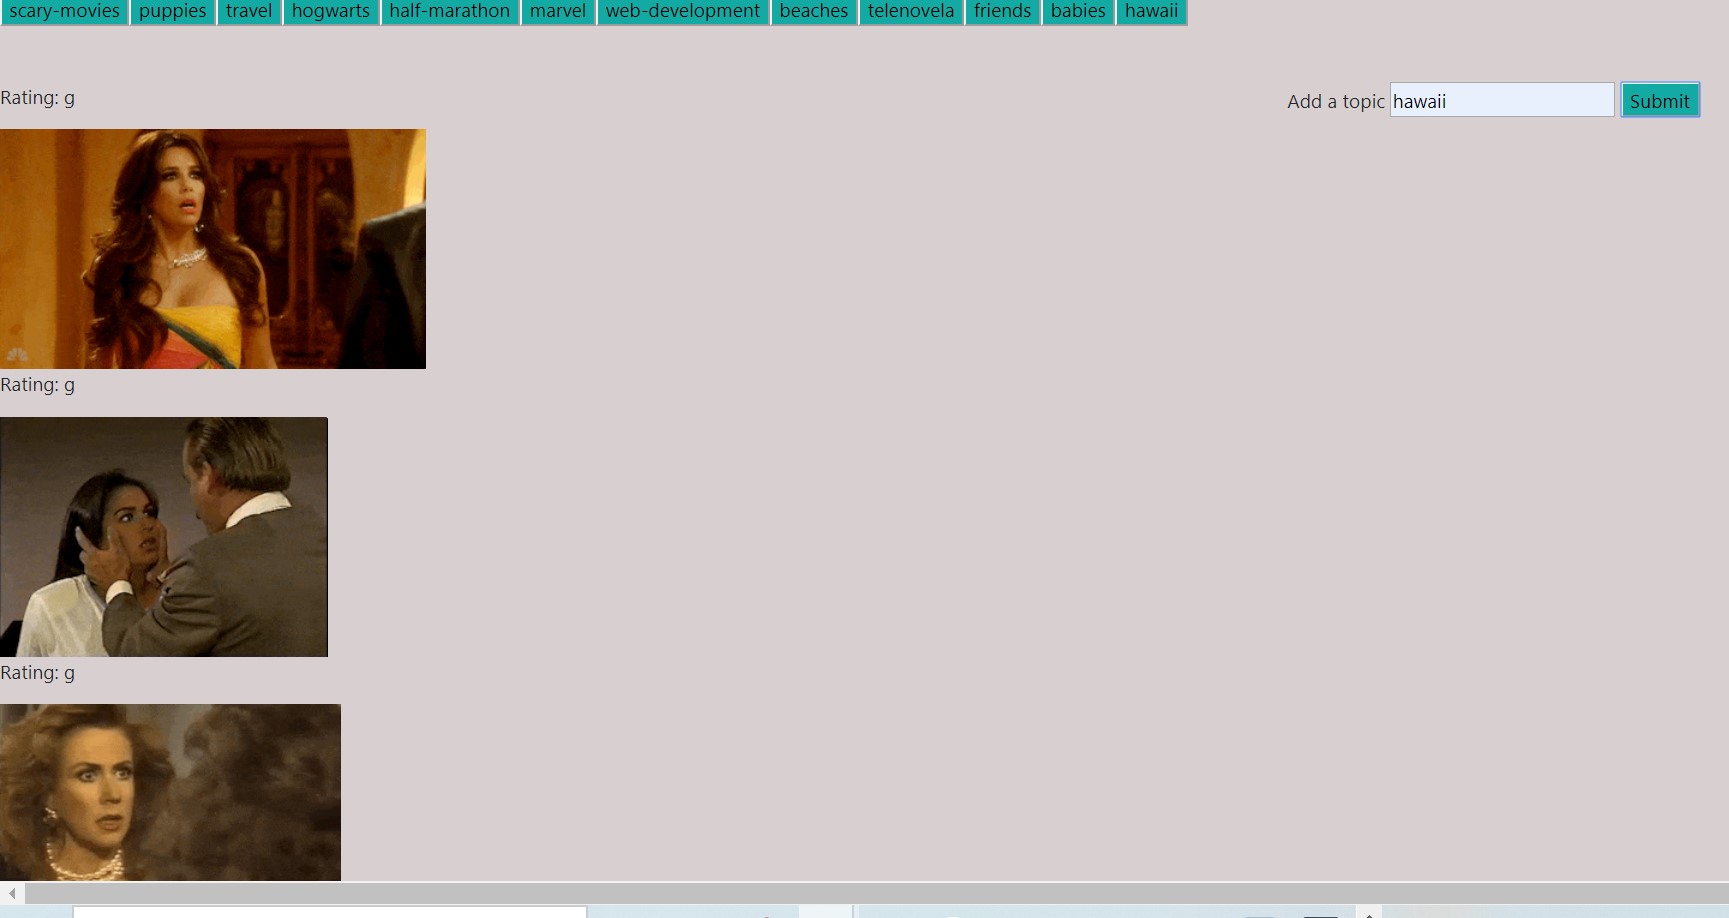 scary-movies puppies travel hogwarts half-marathon marvel web-development beaches telenovela friends babies hawaii
Rating: g
Add a topic hawaii Submit
Rating: g
Rating: g